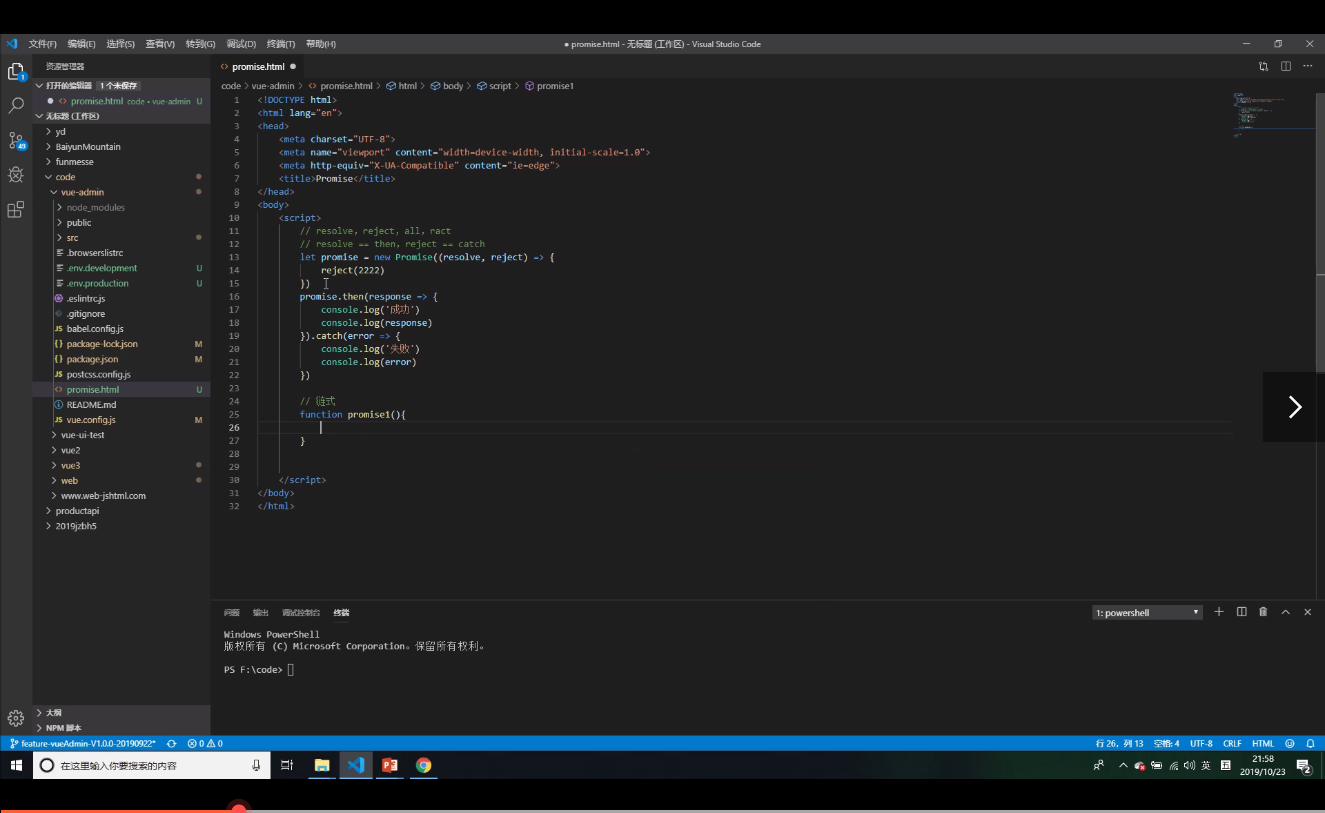 文件(F) 编辑(E) 选择(S) 查看(V) 转到(G) 调试(D) 终端(T) 帮助(H)
● promise.html - 无标题 (工作区) - Visual Studio Code
资源管理器
打开的编辑器 1 个未保存
promise.html code • vue-admin U
无标题 (工作区)
yd
BaiyunMountain
funmesse
code
vue-admin
node_modules
public
src
.browserslistrc
.env.development U
.env.production U
.eslintrc.js
.gitignore
babel.config.js
package-lock.json M
package.json M
postcss.config.js
promise.html U
README.md
vue.config.js M
vue-ui-test
vue2
vue3
web
www.web-jshtml.com
productapi
2019jzbh5
大纲
NPM 脚本
1
49
promise.html ●
code > vue-admin > promise.html > html > body > script > promise1
1 <!DOCTYPE html>
2 <html lang="en">
3 <head>
4 <meta charset="UTF-8">
5 <meta name="viewport" content="width=device-width, initial-scale=1.0">
6 <meta http-equiv="X-UA-Compatible" content="ie=edge">
7 <title>Promise</title>
8 </head>
9 <body>
10 <script>
11 // resolve, reject, all, ract
12 // resolve == then, reject == catch
13 let promise = new Promise((resolve, reject) => {
14 reject(2222)
15 })
16 promise.then(response => {
17 console.log('成功')
18 console.log(response)
19 }).catch(error => {
20 console.log('失败')
21 console.log(error)
22 })
23
24 // 链式
25 function promise1(){
26
27 }
28
29
30 </script>
31 </body>
32 </html>
问题 输出 调试控制台 终端
1: powershell
Windows PowerShell
版权所有 (C) Microsoft Corporation。保留所有权利。
PS F:\code>
feature-vueAdmin-V1.0.0-20190922* 0 0
行 26，列 13 空格: 4 UTF-8 CRLF HTML
在这里输入你要搜索的内容
英
21:58
2019/10/23
2